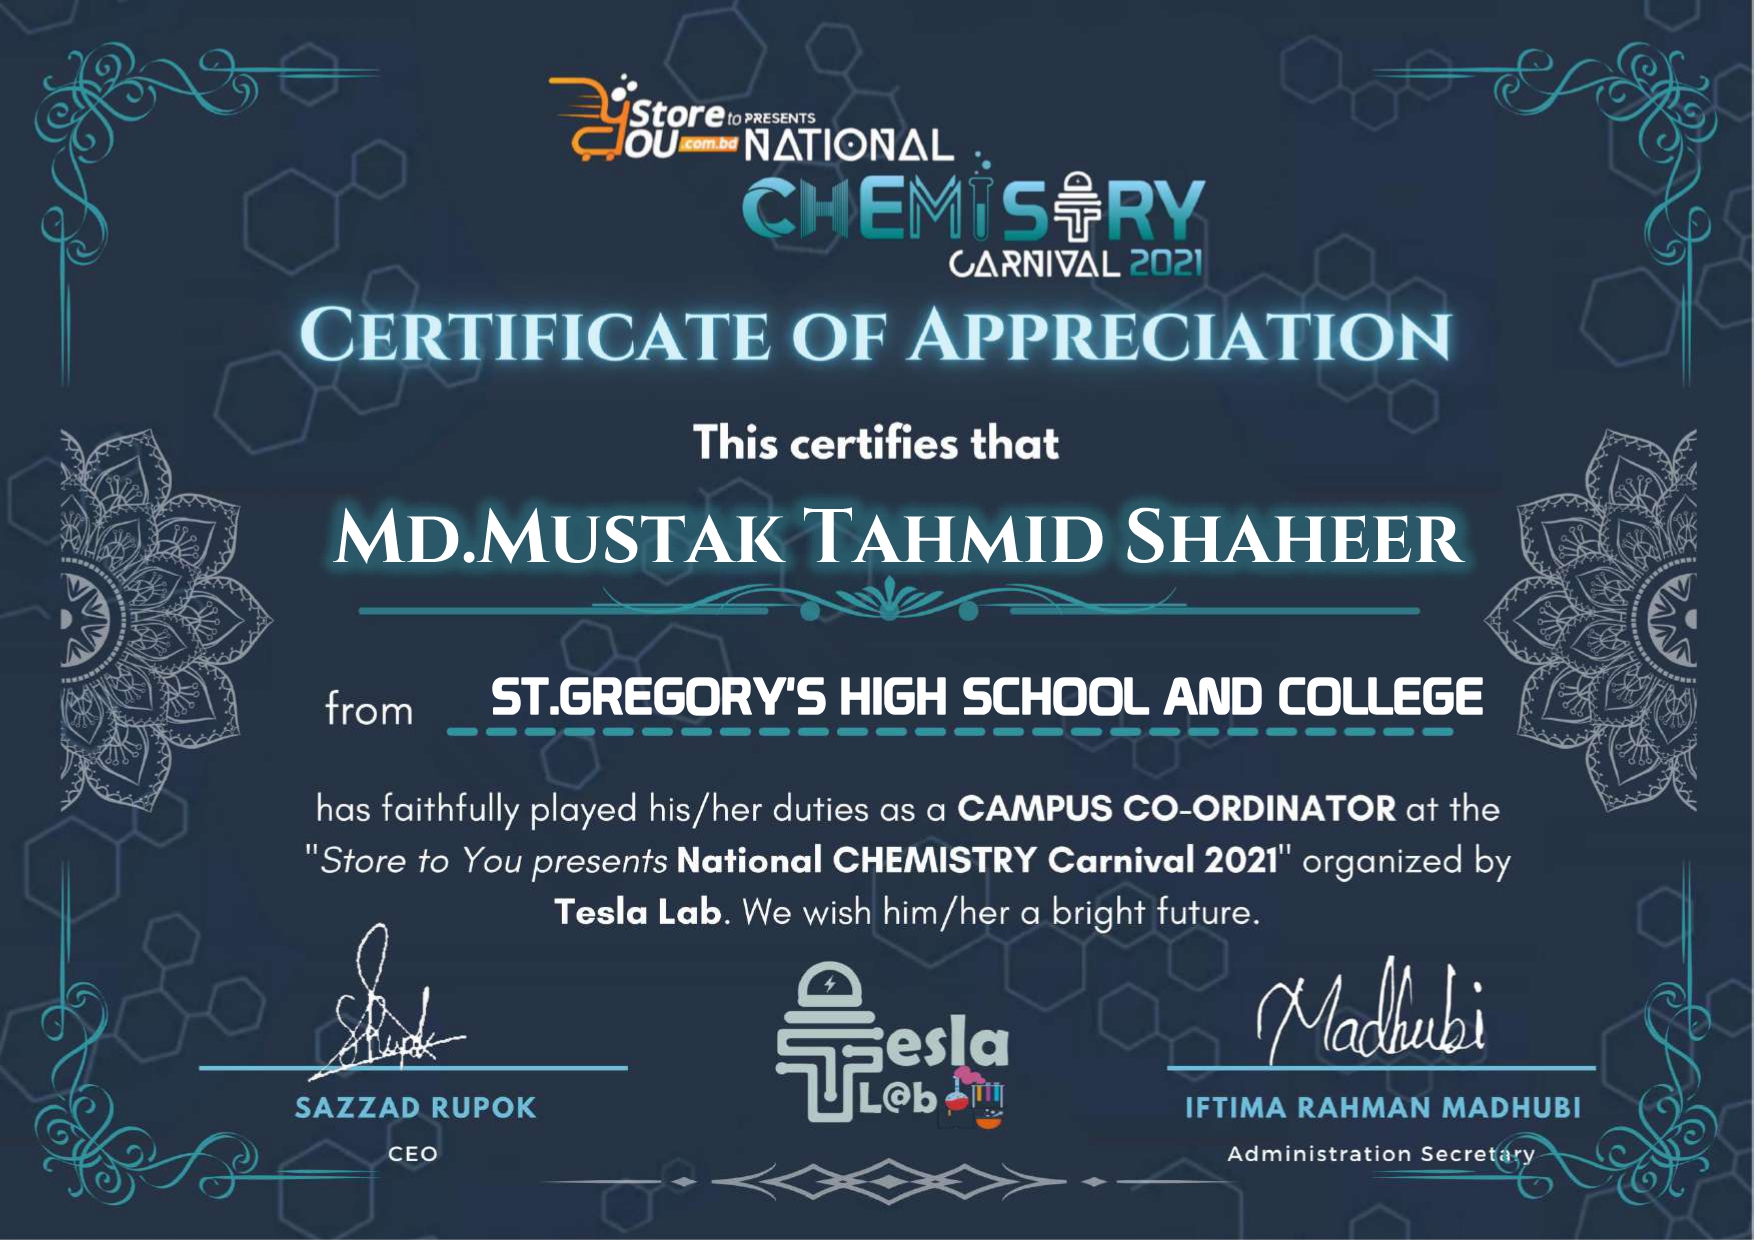 Store to PRESENTS
YOU .com.bd NATIONAL
CHEMISTRY
CARNIVAL 2021
CERTIFICATE OF APPRECIATION
This certifies that
MD.MUSTAK TAHMID SHAHEER
from ST.GREGORY'S HIGH SCHOOL AND COLLEGE
has faithfully played his/her duties as a CAMPUS CO-ORDINATOR at the
"Store to You presents National CHEMISTRY Carnival 2021" organized by
Tesla Lab. We wish him/her a bright future.
Rupok
Madhubi
Tesla
L@b
SAZZAD RUPOK
IFTIMA RAHMAN MADHUBI
CEO
Administration Secretary